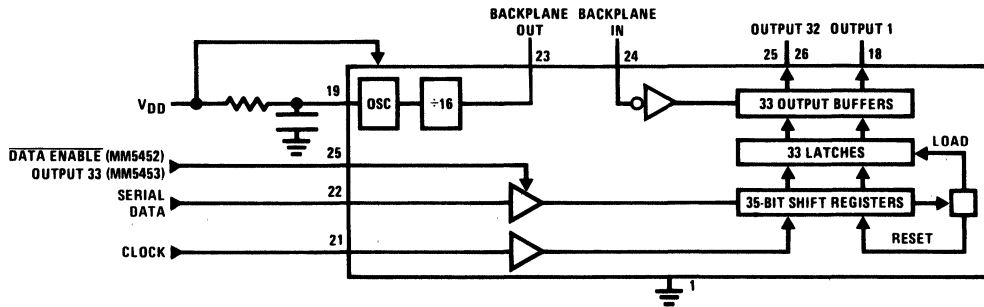 BACKPLANE OUT
BACKPLANE IN
OUTPUT 32 OUTPUT 1
23
24
25 26
18
VDD
19
OSC
÷16
33 OUTPUT BUFFERS
DATA ENABLE (MM5452)
OUTPUT 33 (MM5453)
25
33 LATCHES
LOAD
SERIAL DATA
22
35-BIT SHIFT REGISTERS
CLOCK
21
RESET
1